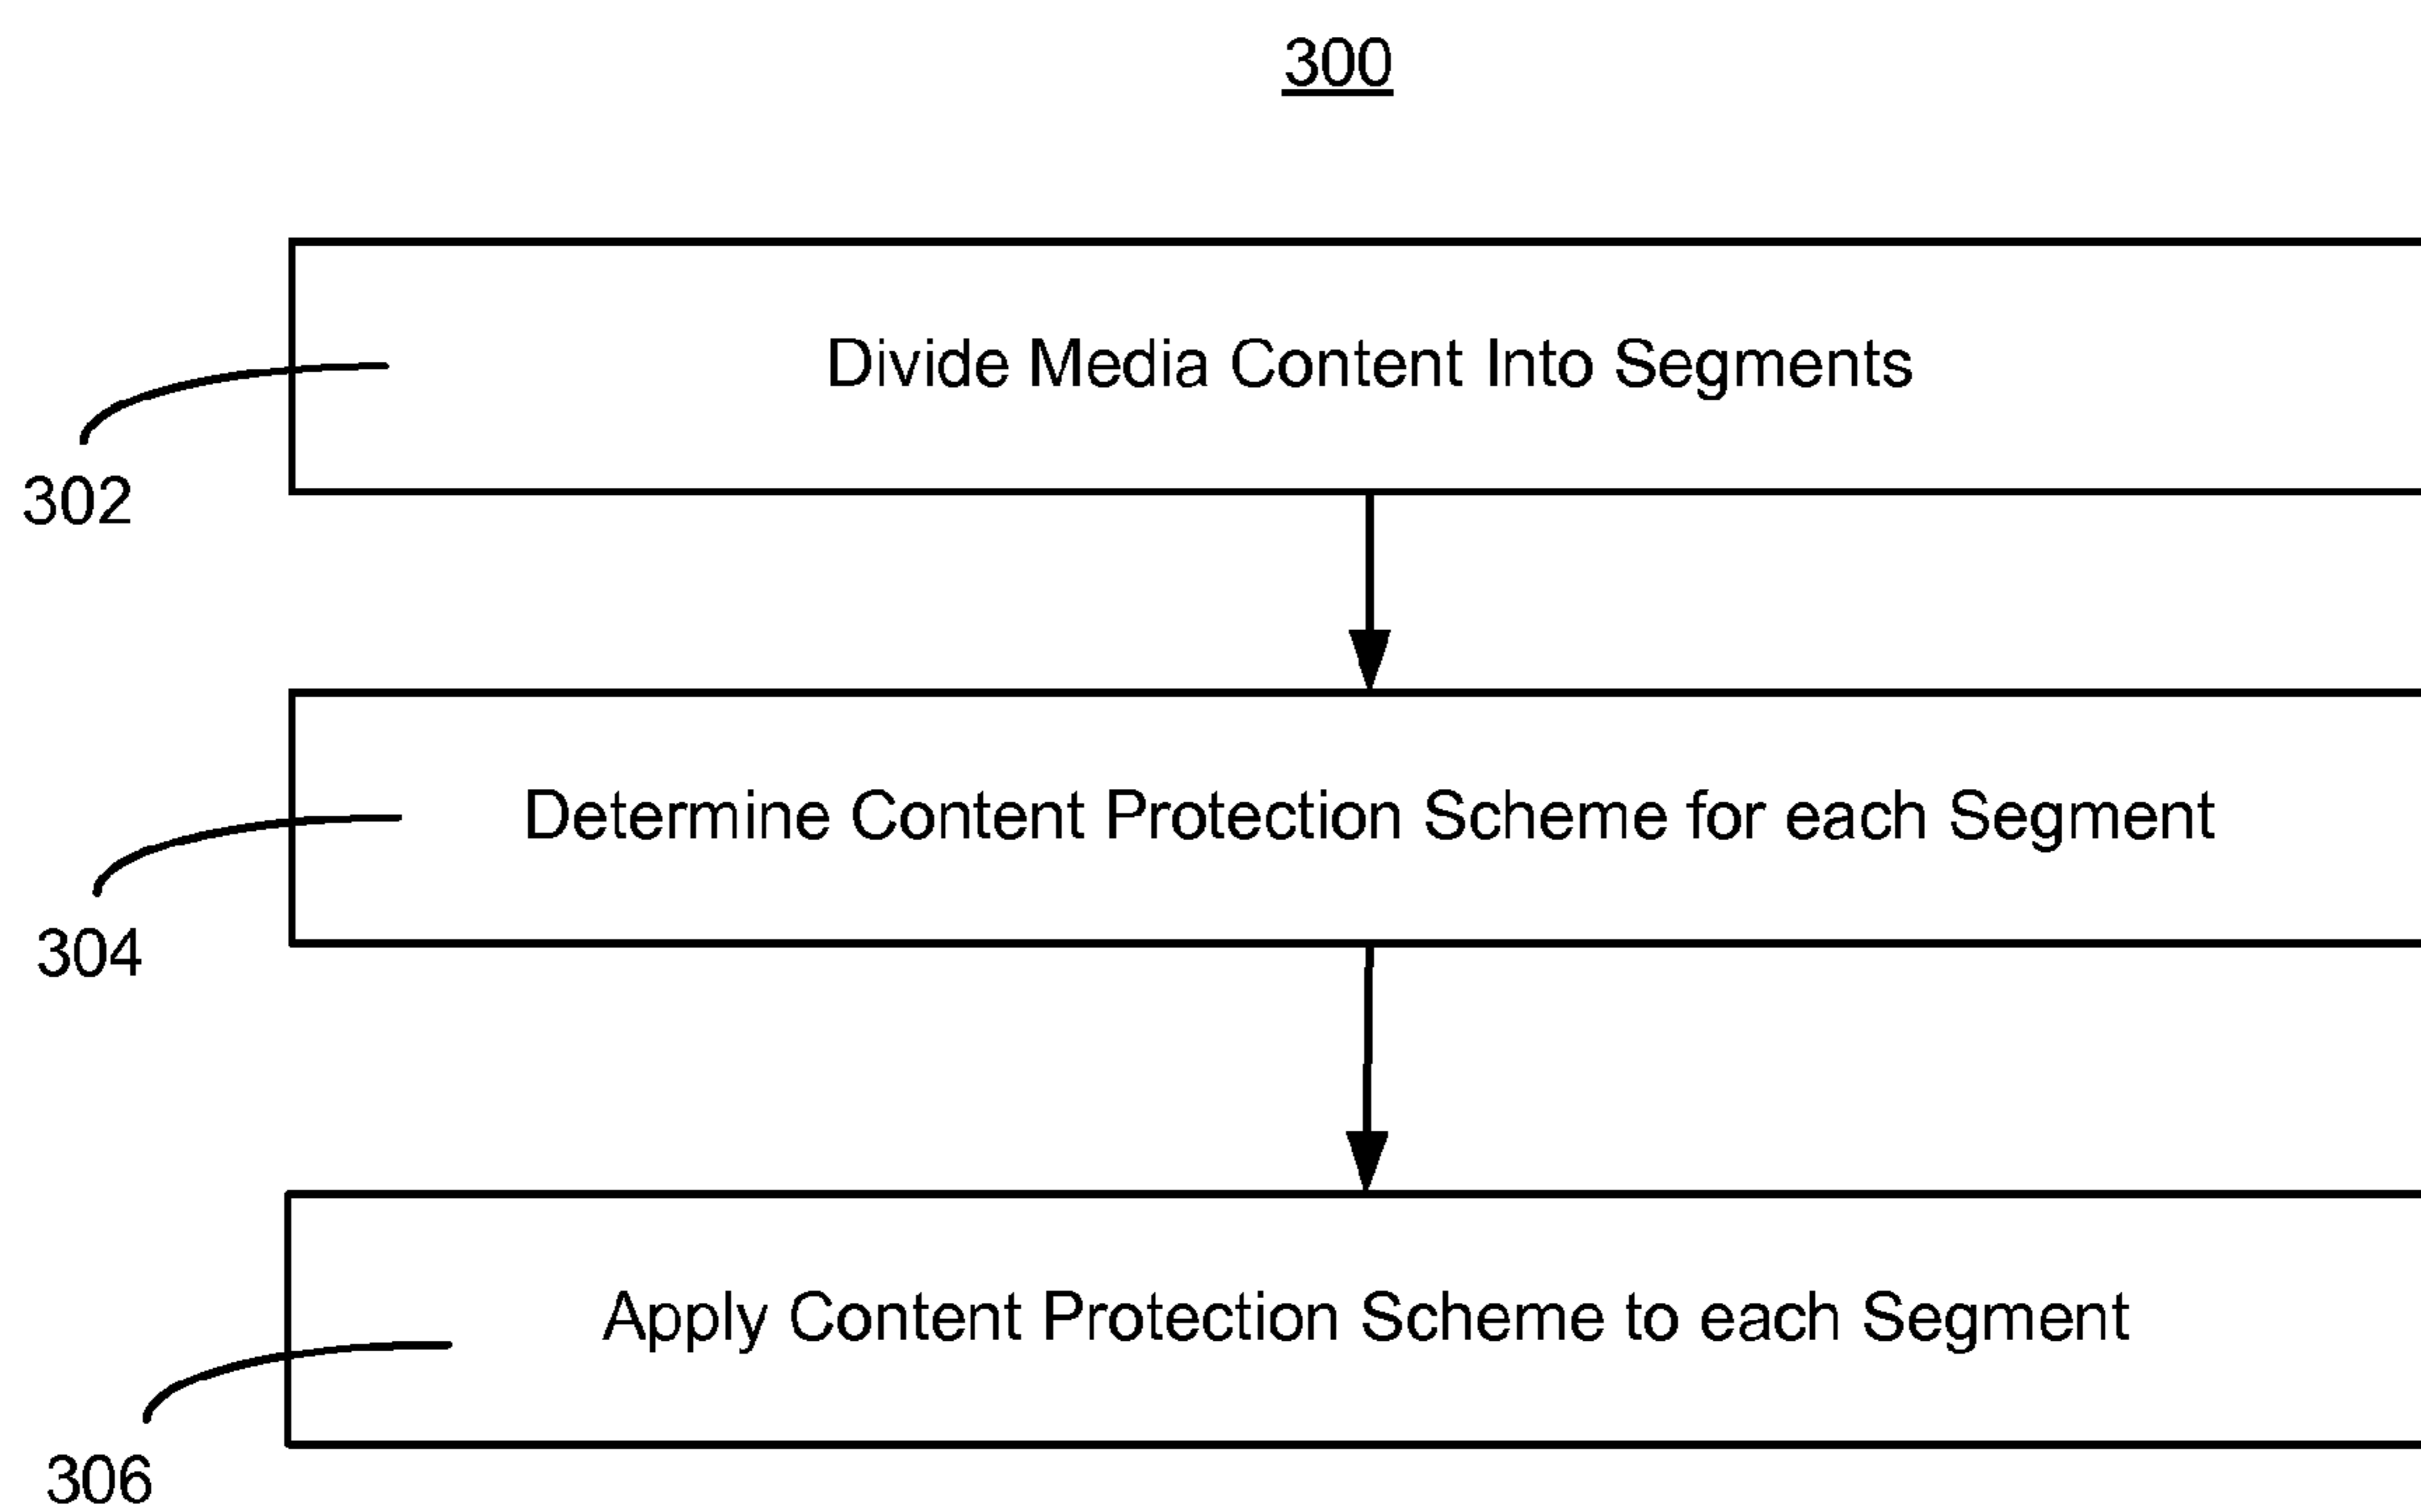 300
Divide Media Content Into Segments
302
Determine Content Protection Scheme for each Segment
304
Apply Content Protection Scheme to each Segment
306